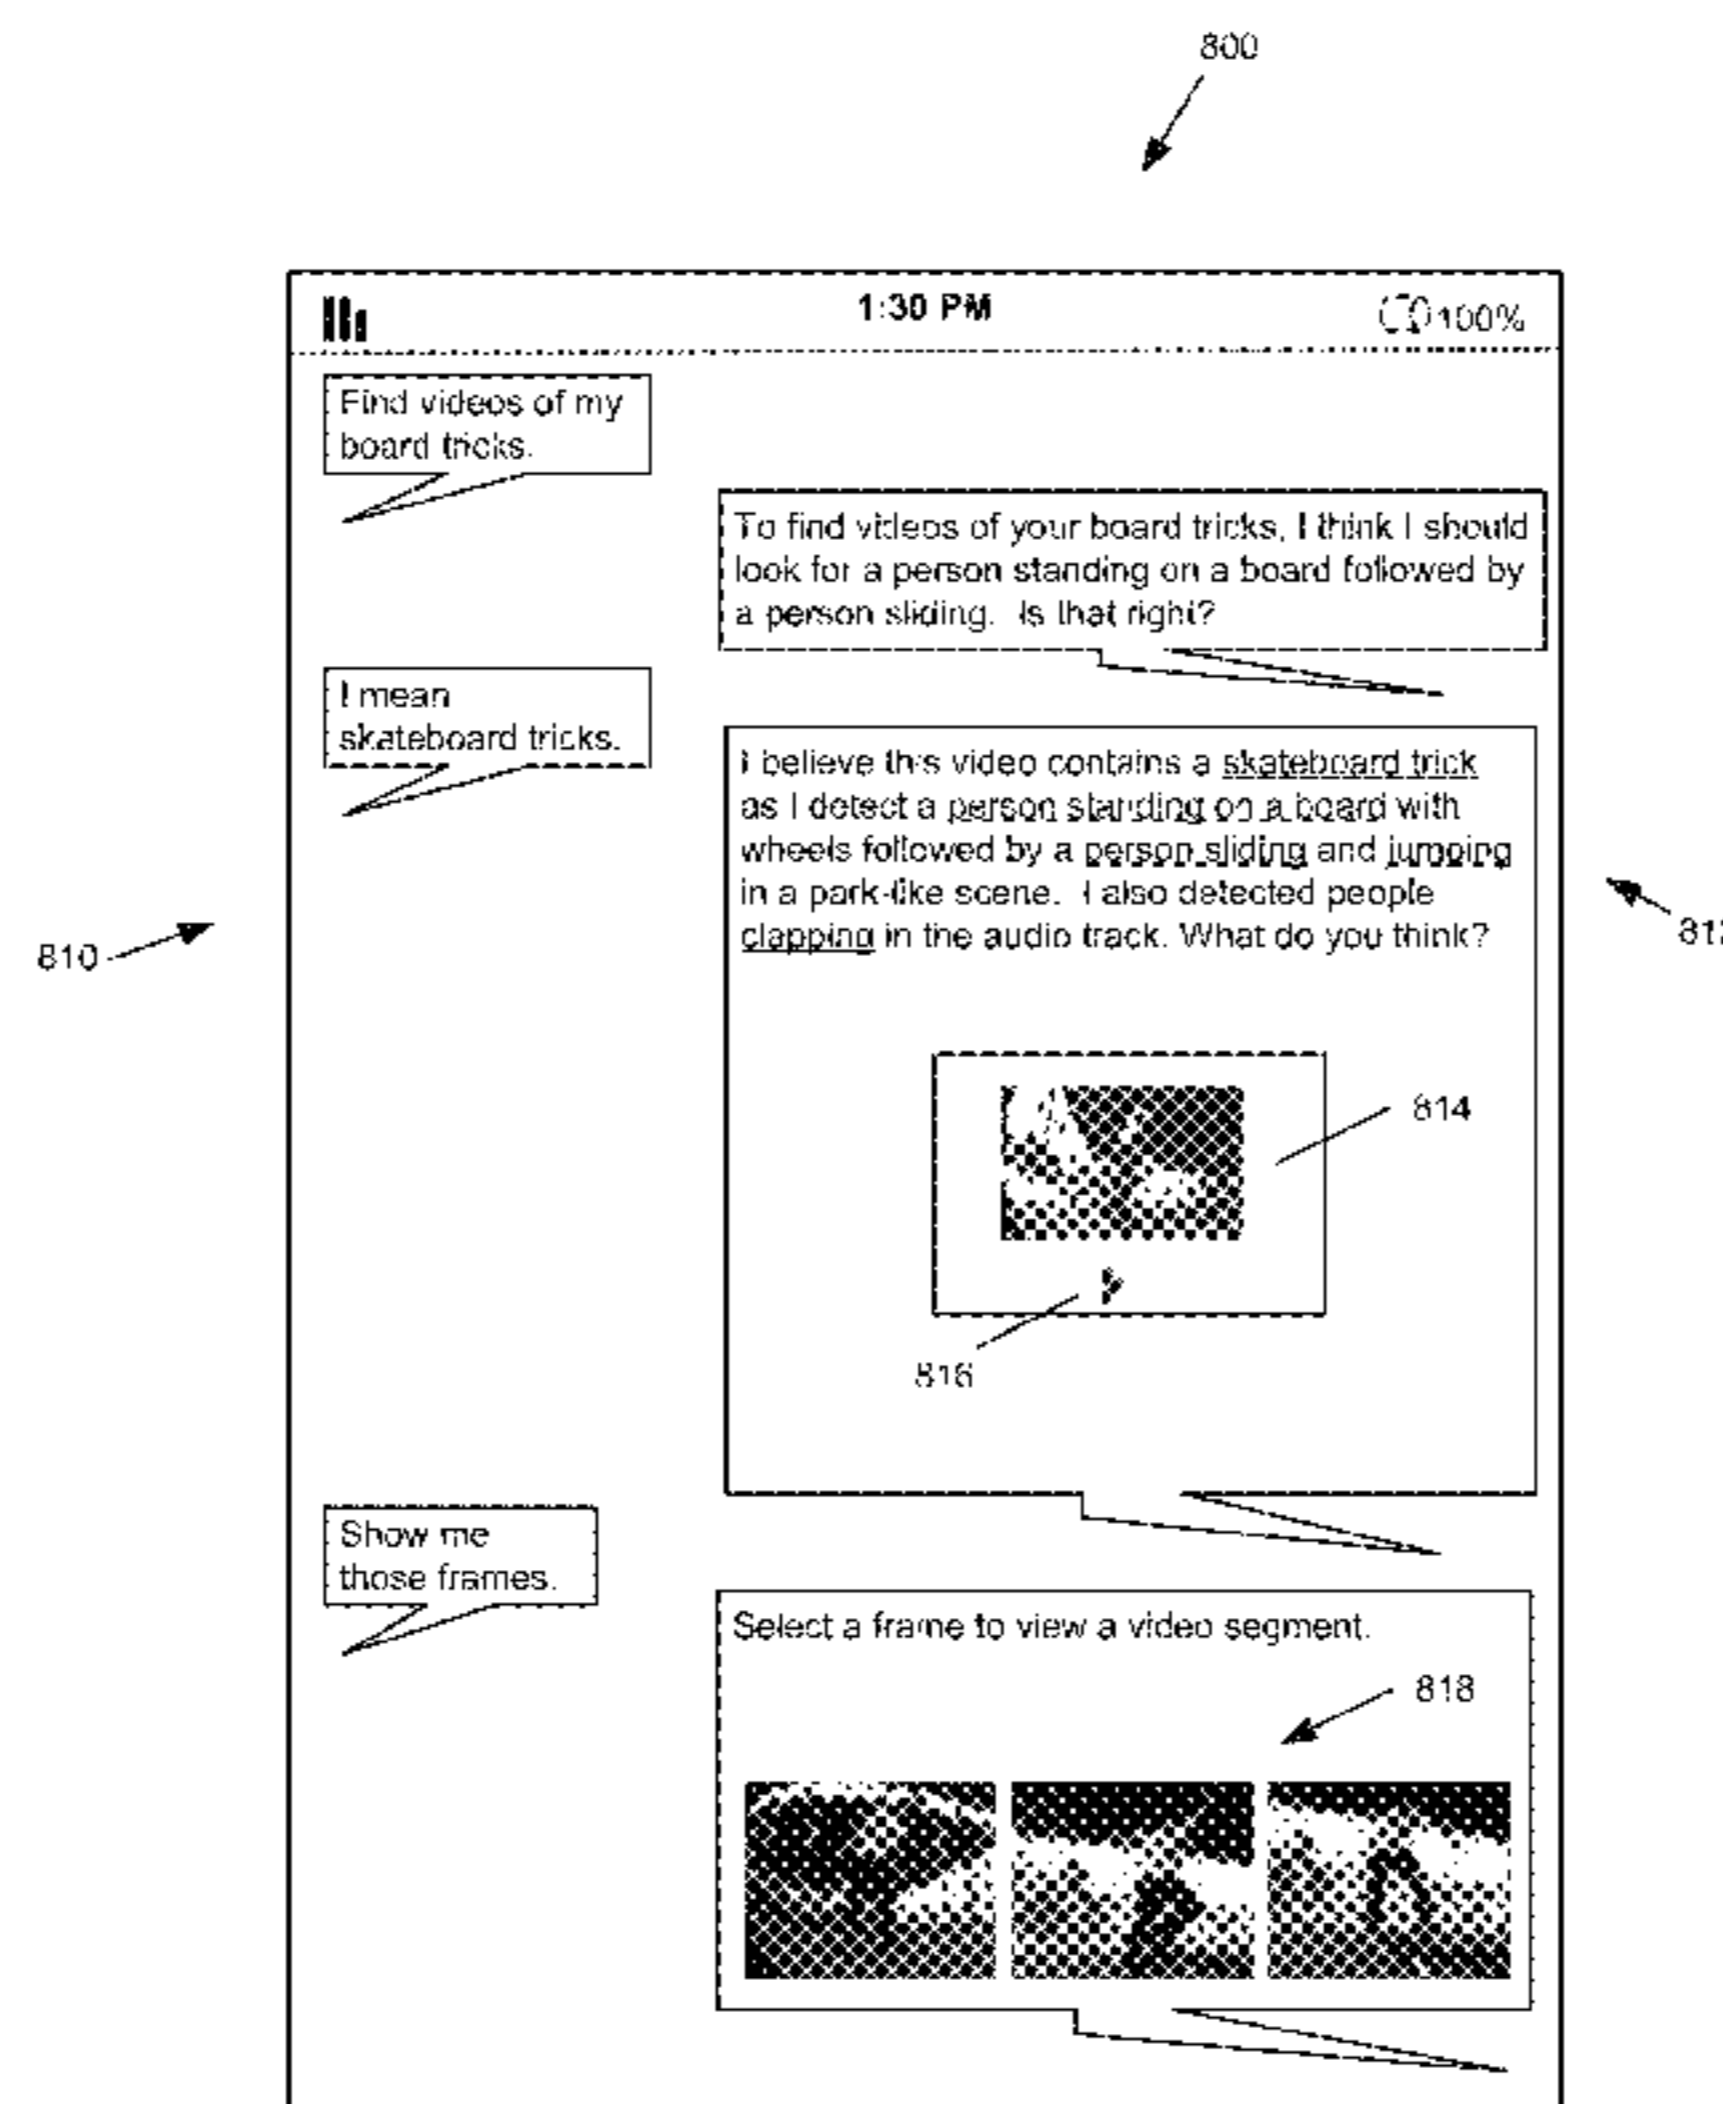 800
1:30 PM
100%
Find videos of my
board tricks.
To find videos of your board tricks, I think I should
look for a person standing on a board followed by
a person sliding. Is that right?
I mean
skateboard tricks.
I believe this video contains a skateboard trick
as I detect a person standing on a board with
wheels followed by a person sliding and jumping
in a park-like scene. I also detected people
clapping in the audio track. What do you think?
810
814
816
Show me
those frames.
Select a frame to view a video segment.
818